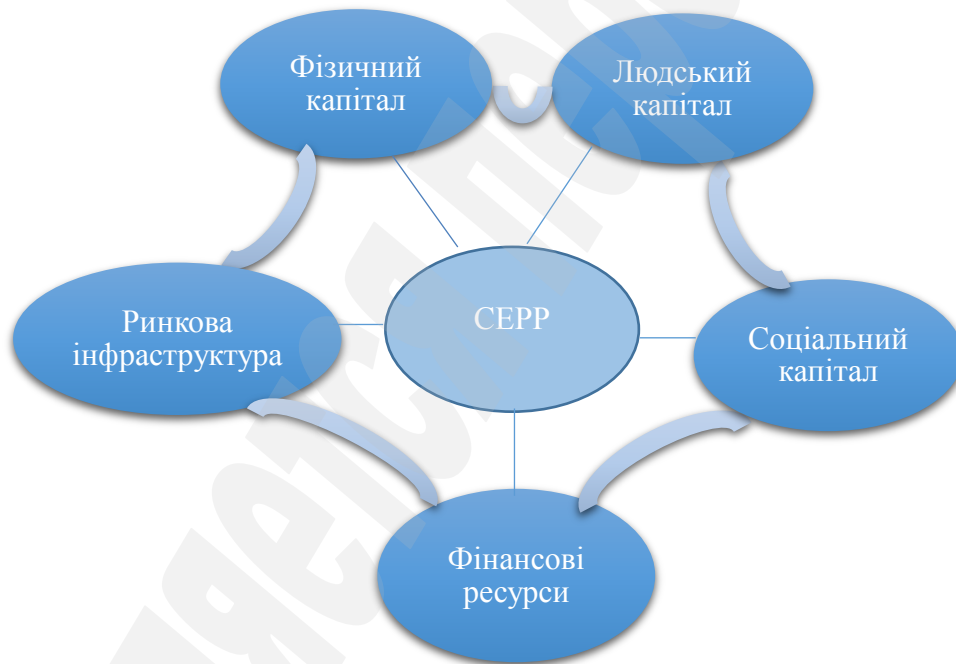 Фізичний
капітал
Людський
капітал
Ринкова
інфраструктура
СЕРР
Соціальний
капітал
Фінансові
ресурси